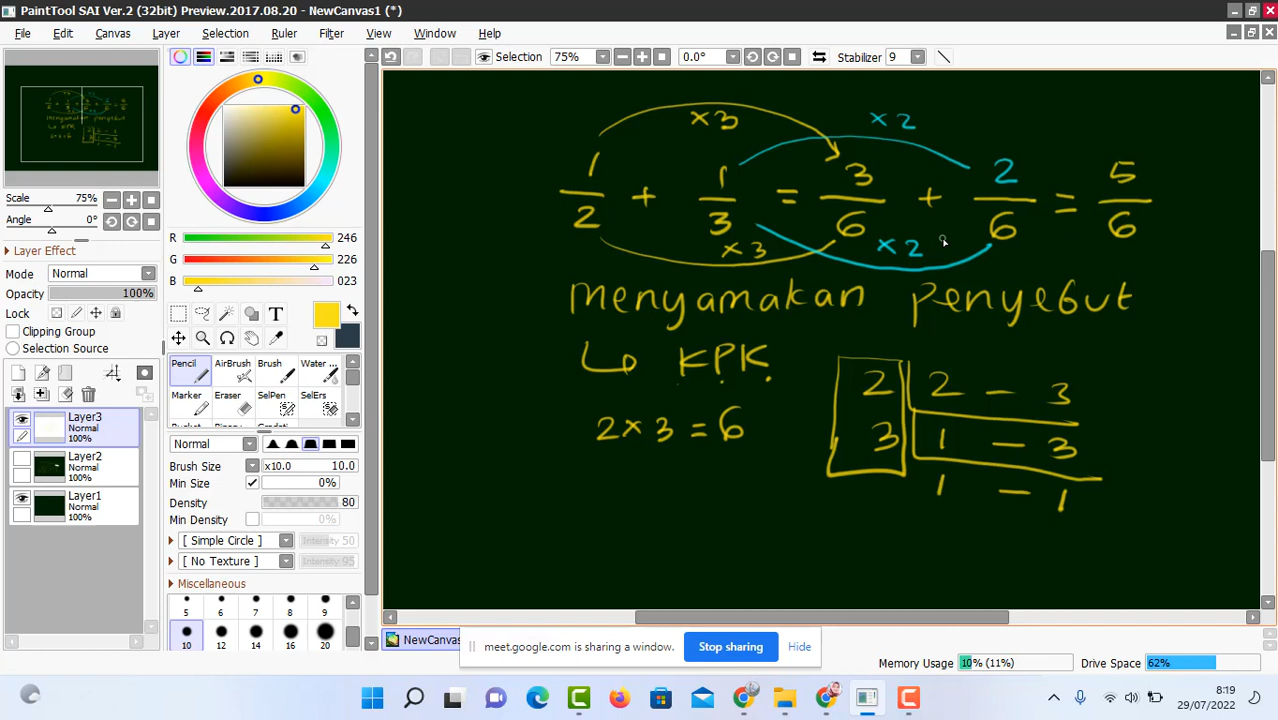 PaintTool SAI Ver.2 (32bit) Preview.2017.08.20 - NewCanvas1 (*)
File Edit Canvas Layer Selection Ruler Filter View Window Help
Selection 75% 0.0° Stabilizer 9
Scale 75%
Angle 0°
Layer Effect
Mode Normal
Opacity 100%
Lock
Clipping Group
Selection Source
Layer3
Normal
100%
Layer2
Normal
100%
Layer1
Normal
100%
R 246
G 226
B 023
T
Pencil AirBrush Brush Water ...
Marker Eraser SelPen SelErs
Normal
Brush Size x10.0 10.0
Min Size 0%
Density 80
Min Density 0%
[ Simple Circle ] Intensity 50
[ No Texture ] Intensity 95
Miscellaneous
5 6 7 8 9
10 12 14 16 20
×3 ×2
1/2 + 1/3 = 3/6 + 2/6 = 5/6
×3 ×2
menyamakan penyebut
↳ KPK
2×3 = 6
2 2 – 3
3 1 – 3
1 – 1
NewCanvas
meet.google.com is sharing a window. Stop sharing Hide
Memory Usage 10% (11%) Drive Space 62%
8:19
29/07/2022